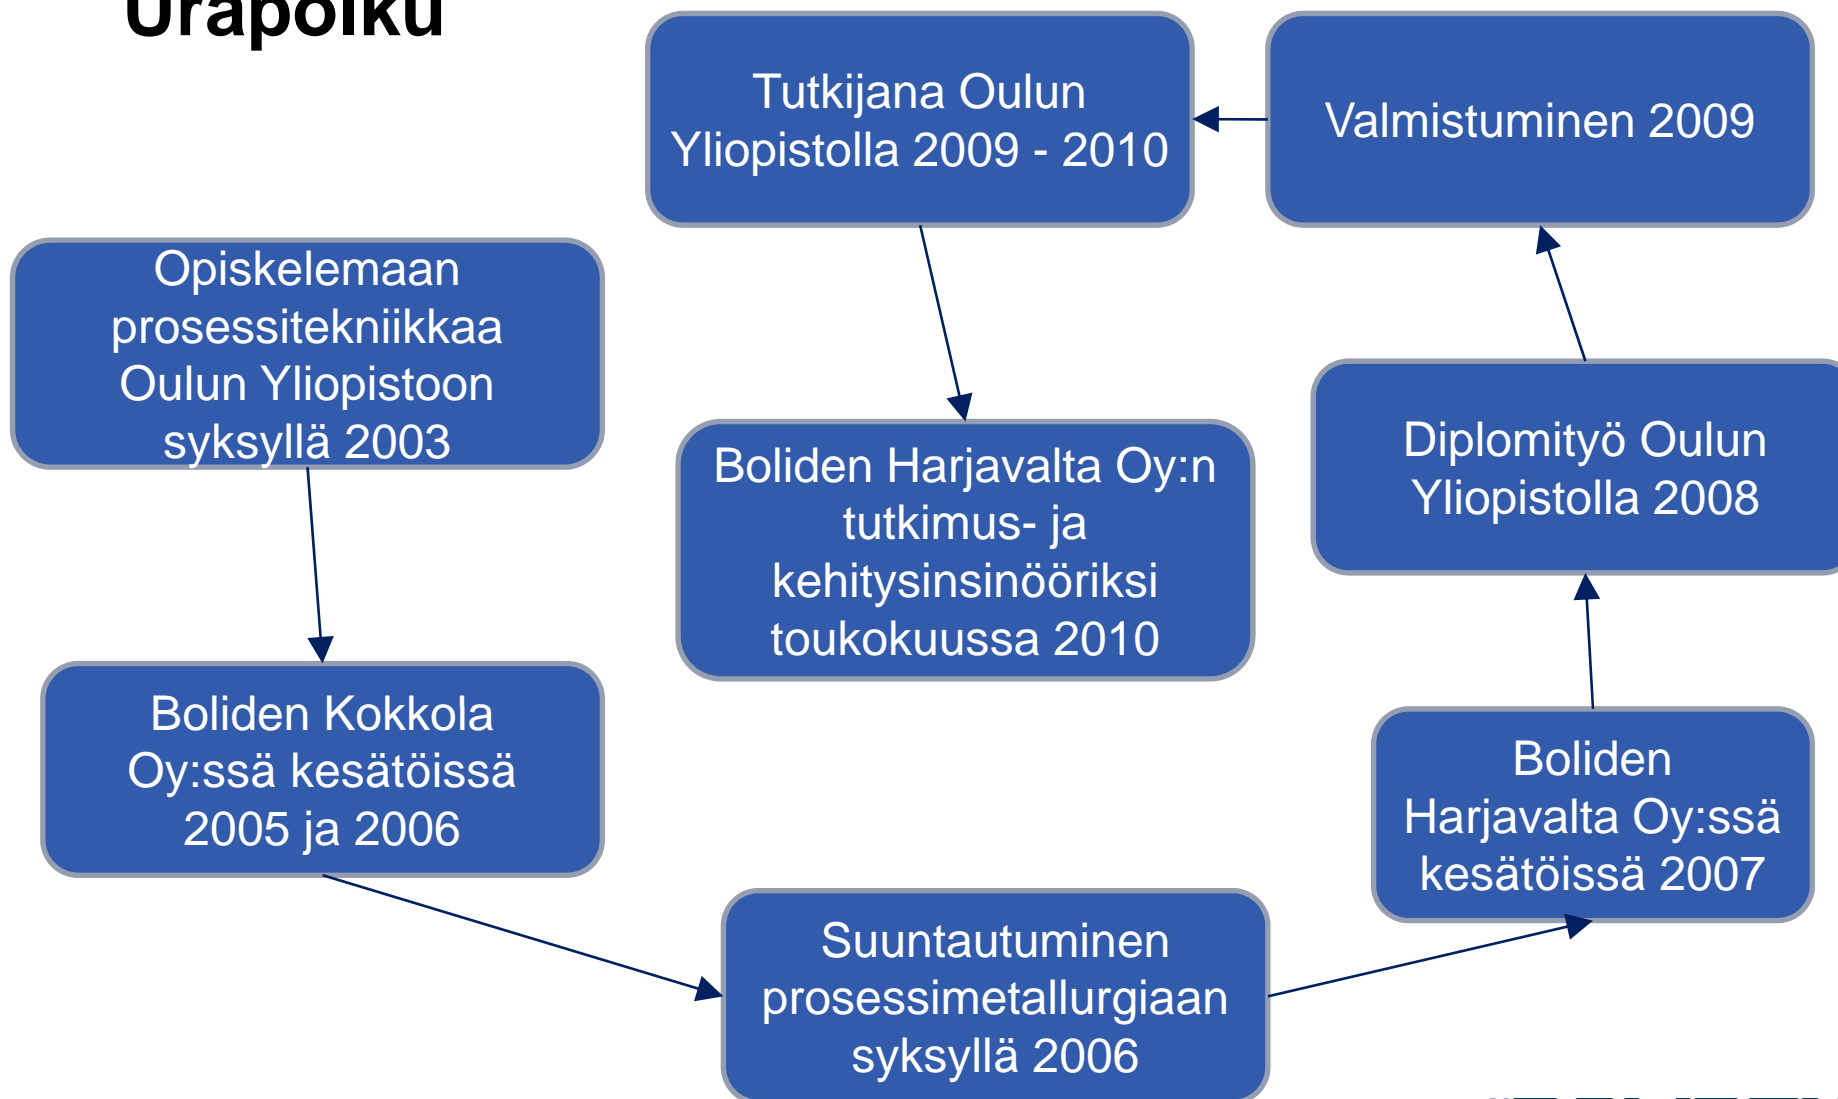 Urapolku
Tutkijana Oulun
Yliopistolla 2009 - 2010
Valmistuminen 2009
Opiskelemaan
prosessitekniikkaa
Oulun Yliopistoon
syksyllä 2003
Boliden Harjavalta Oy:n
tutkimus- ja
kehitysinsinööriksi
toukokuussa 2010
Diplomityö Oulun
Yliopistolla 2008
Boliden Kokkola
Oy:ssä kesätöissä
2005 ja 2006
Boliden
Harjavalta Oy:ssä
kesätöissä 2007
Suuntautuminen
prosessimetallurgiaan
syksyllä 2006